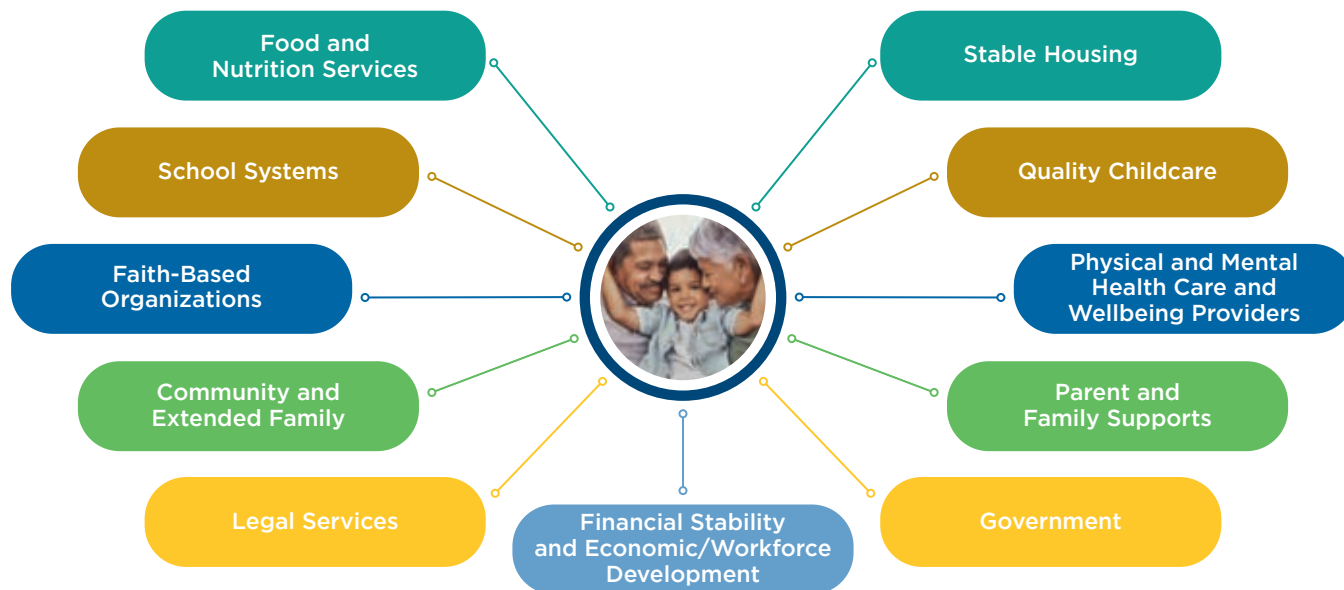 Food and
Nutrition Services
Stable Housing
School Systems
Quality Childcare
Faith-Based
Organizations
Physical and Mental
Health Care and
Wellbeing Providers
Community and
Extended Family
Parent and
Family Supports
Legal Services
Financial Stability
and Economic/Workforce
Development
Government